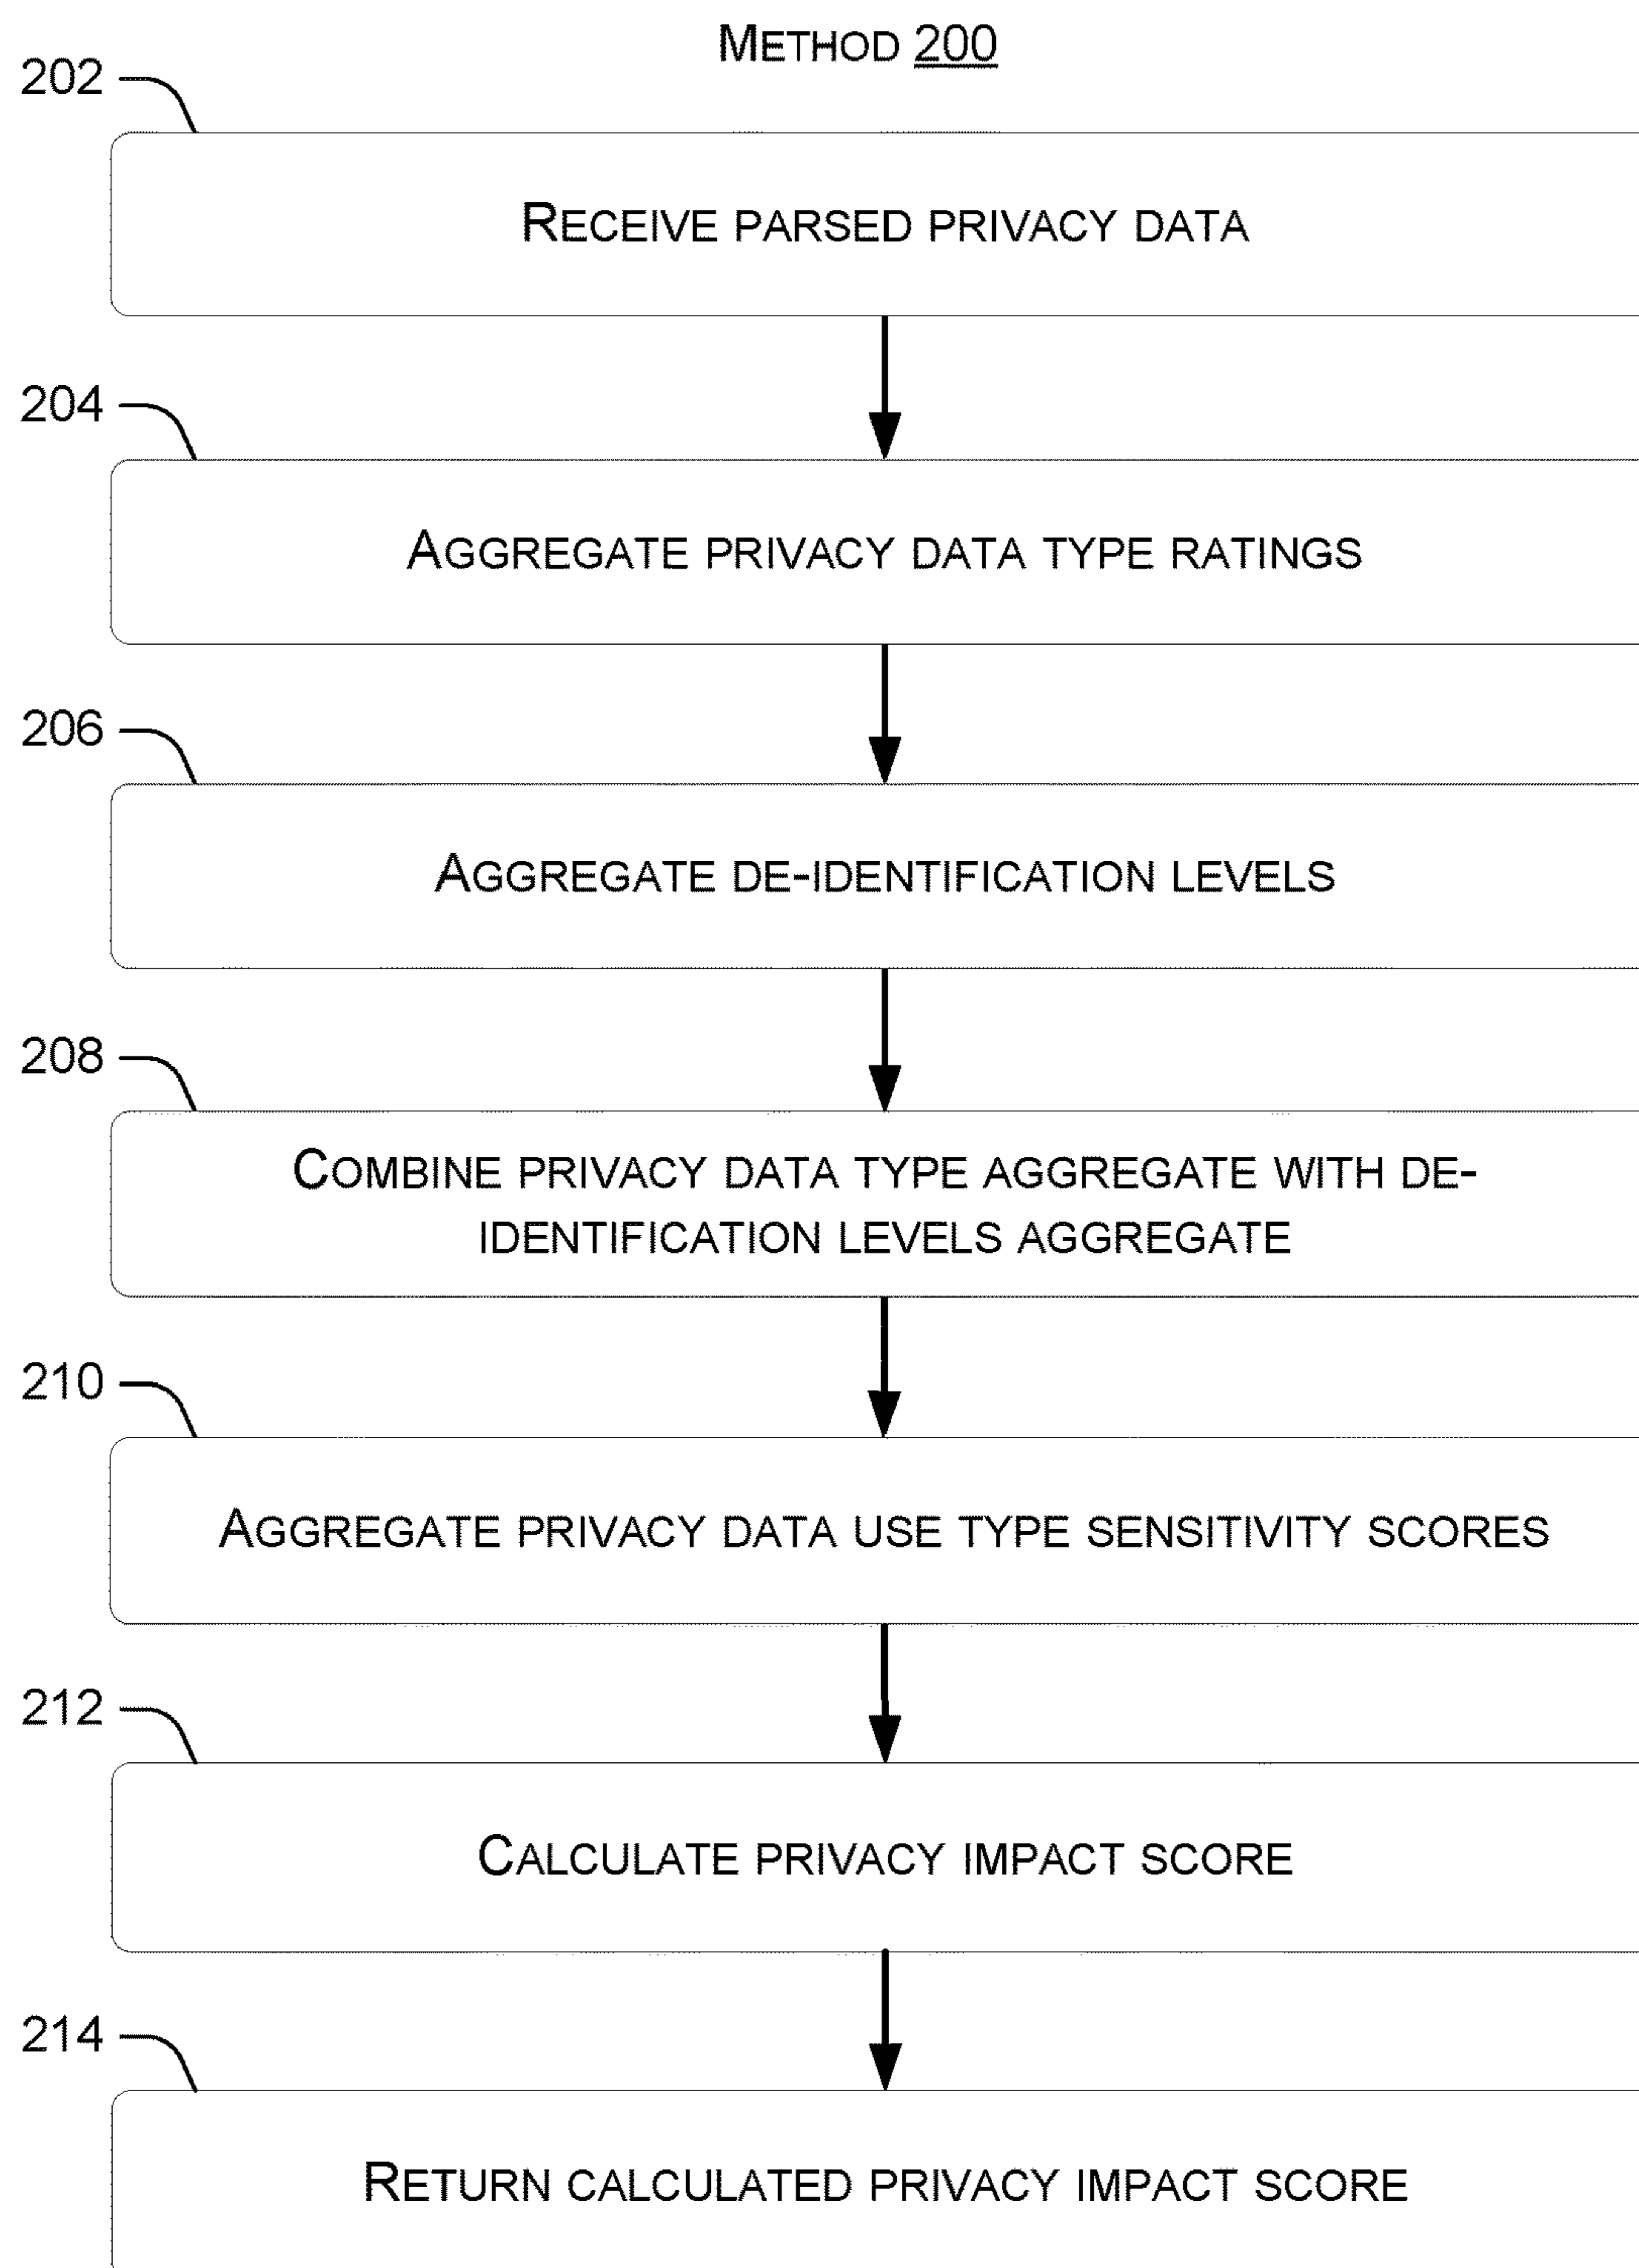 METHOD 200
202
RECEIVE PARSED PRIVACY DATA
204
AGGREGATE PRIVACY DATA TYPE RATINGS
206
AGGREGATE DE-IDENTIFICATION LEVELS
208
COMBINE PRIVACY DATA TYPE AGGREGATE WITH DE-
IDENTIFICATION LEVELS AGGREGATE
210
AGGREGATE PRIVACY DATA USE TYPE SENSITIVITY SCORES
212
CALCULATE PRIVACY IMPACT SCORE
214
RETURN CALCULATED PRIVACY IMPACT SCORE